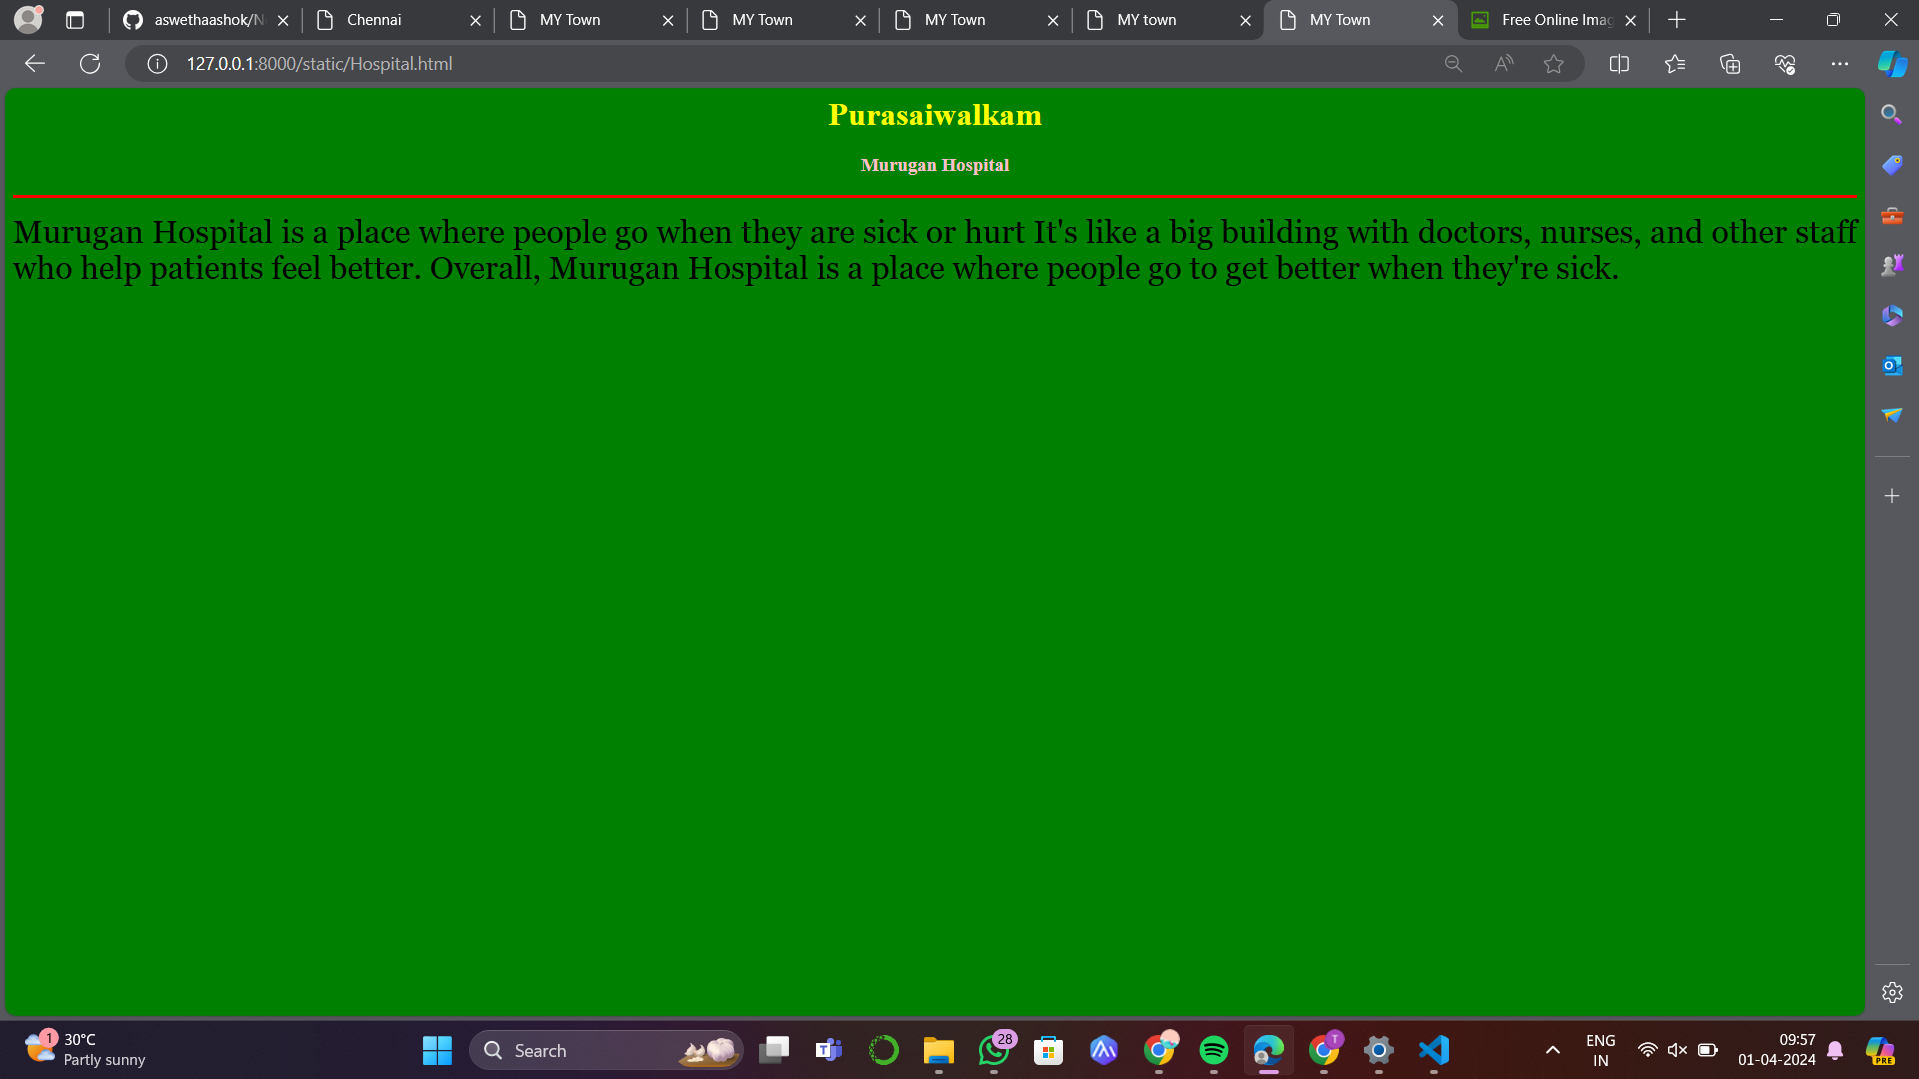 aswethaashok/N
Chennai
MY Town
MY Town
MY Town
MY town
MY Town
Free Online Imag
127.0.0.1:8000/static/Hospital.html
Purasaiwalkam
Murugan Hospital
Murugan Hospital is a place where people go when they are sick or hurt It's like a big building with doctors, nurses, and other staff
who help patients feel better. Overall, Murugan Hospital is a place where people go to get better when they're sick.
1
30°C
Partly sunny
Search
28
T
PRE
ENG
IN
09:57
01-04-2024